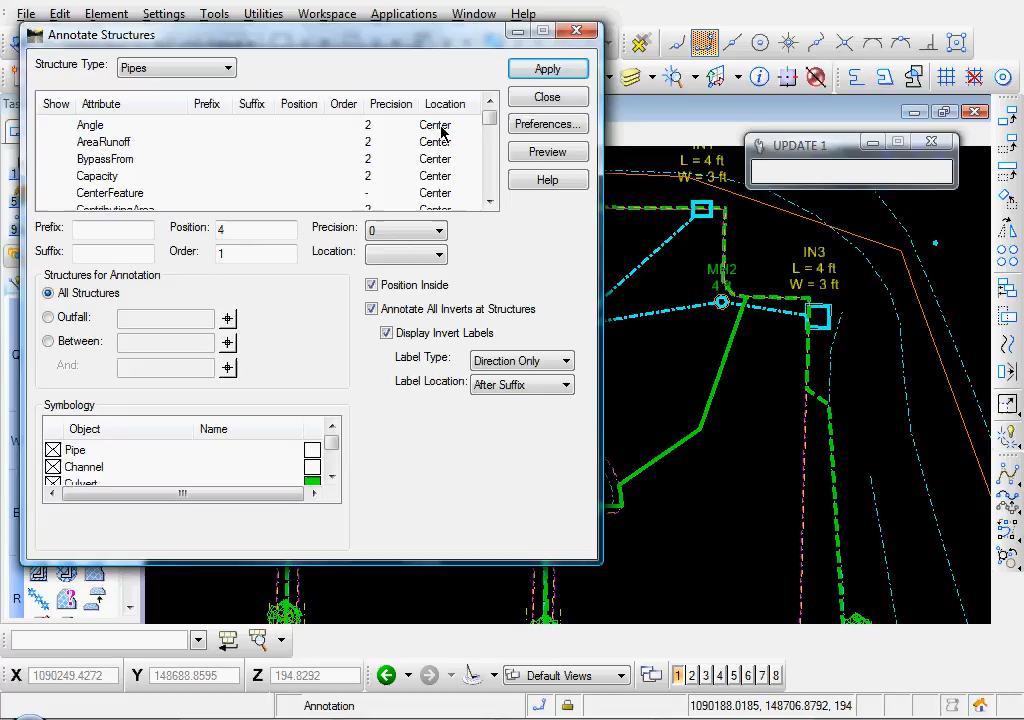 File Edit Element Settings Tools Utilities Workspace Applications Window Help
Annotate Structures
Structure Type: Pipes
Apply
Close
Preferences...
Preview
Help
Show Attribute Prefix Suffix Position Order Precision Location
Angle 2 Center
AreaRunoff 2 Center
BypassFrom 2 Center
Capacity 2 Center
CenterFeature - Center
ContributingArea 2 Center
Prefix: Position: 4 Precision: 0
Suffix: Order: 1 Location:
Structures for Annotation
All Structures
Outfall:
Between:
And:
Position Inside
Annotate All Inverts at Structures
Display Invert Labels
Label Type: Direction Only
Label Location: After Suffix
Symbology
Object Name
Pipe
Channel
Culvert
UPDATE 1
L = 4 ft
W = 3 ft
IN3
L = 4 ft
W = 3 ft
MH2
X 1090249.4272 Y 148688.8595 Z 194.8292
Default Views
1 2 3 4 5 6 7 8
Annotation
1090188.0185, 148706.8792, 194